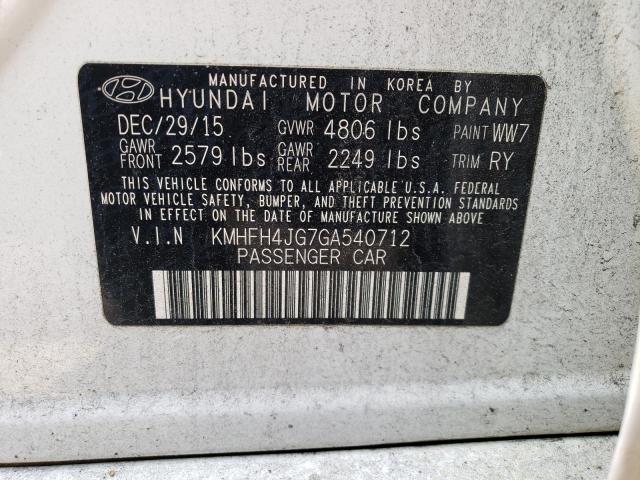 MANUFACTURED IN KOREA BY
HYUNDAI MOTOR COMPANY
DEC/29/15 GVWR 4806 lbs PAINT WW7
GAWR FRONT 2579 lbs GAWR REAR 2249 lbs TRIM RY
THIS VEHICLE CONFORMS TO ALL APPLICABLE U.S.A. FEDERAL
MOTOR VEHICLE SAFETY, BUMPER, AND THEFT PREVENTION STANDARDS
IN EFFECT ON THE DATE OF MANUFACTURE SHOWN ABOVE.
V.I.N KMHFH4JG7GA540712
PASSENGER CAR